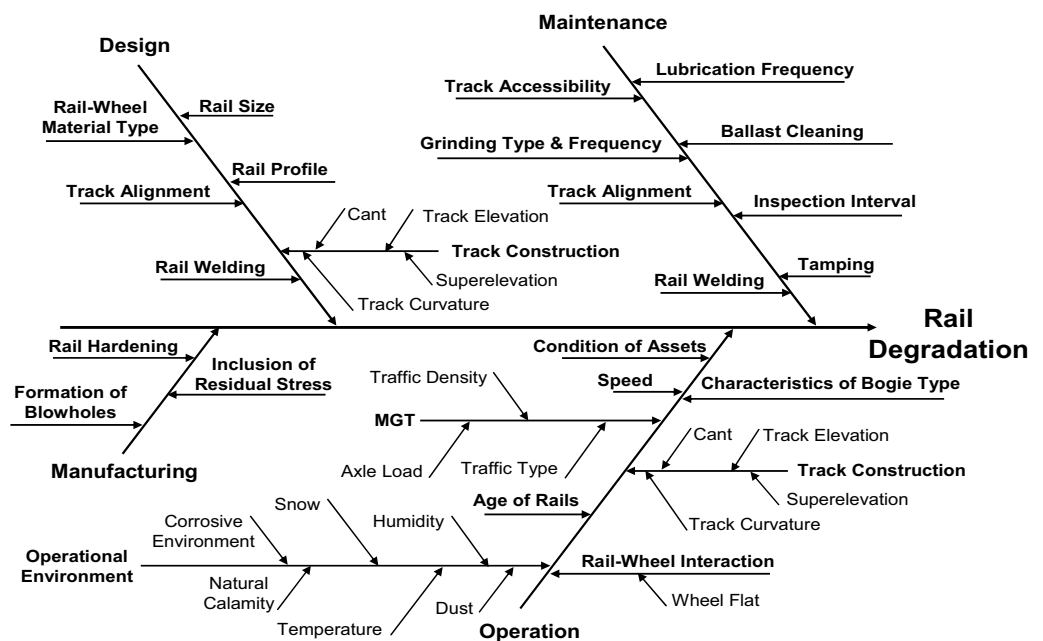 Maintenance
Design
Lubrication Frequency
Track Accessibility
Rail-Wheel
Material Type
Rail Size
Ballast Cleaning
Grinding Type & Frequency
Rail Profile
Track Alignment
Track Alignment
Inspection Interval
Cant
Track Elevation
Track Construction
Rail Welding
Superelevation
Tamping
Rail Welding
Track Curvature
Rail
Degradation
Rail Hardening
Inclusion of
Residual Stress
Condition of Assets
Traffic Density
Speed
Characteristics of Bogie Type
Formation of
Blowholes
MGT
Cant
Track Elevation
Manufacturing
Axle Load
Traffic Type
Track Construction
Superelevation
Age of Rails
Snow
Humidity
Track Curvature
Corrosive
Environment
Operational
Environment
Rail-Wheel Interaction
Natural
Calamity
Dust
Wheel Flat
Temperature
Operation